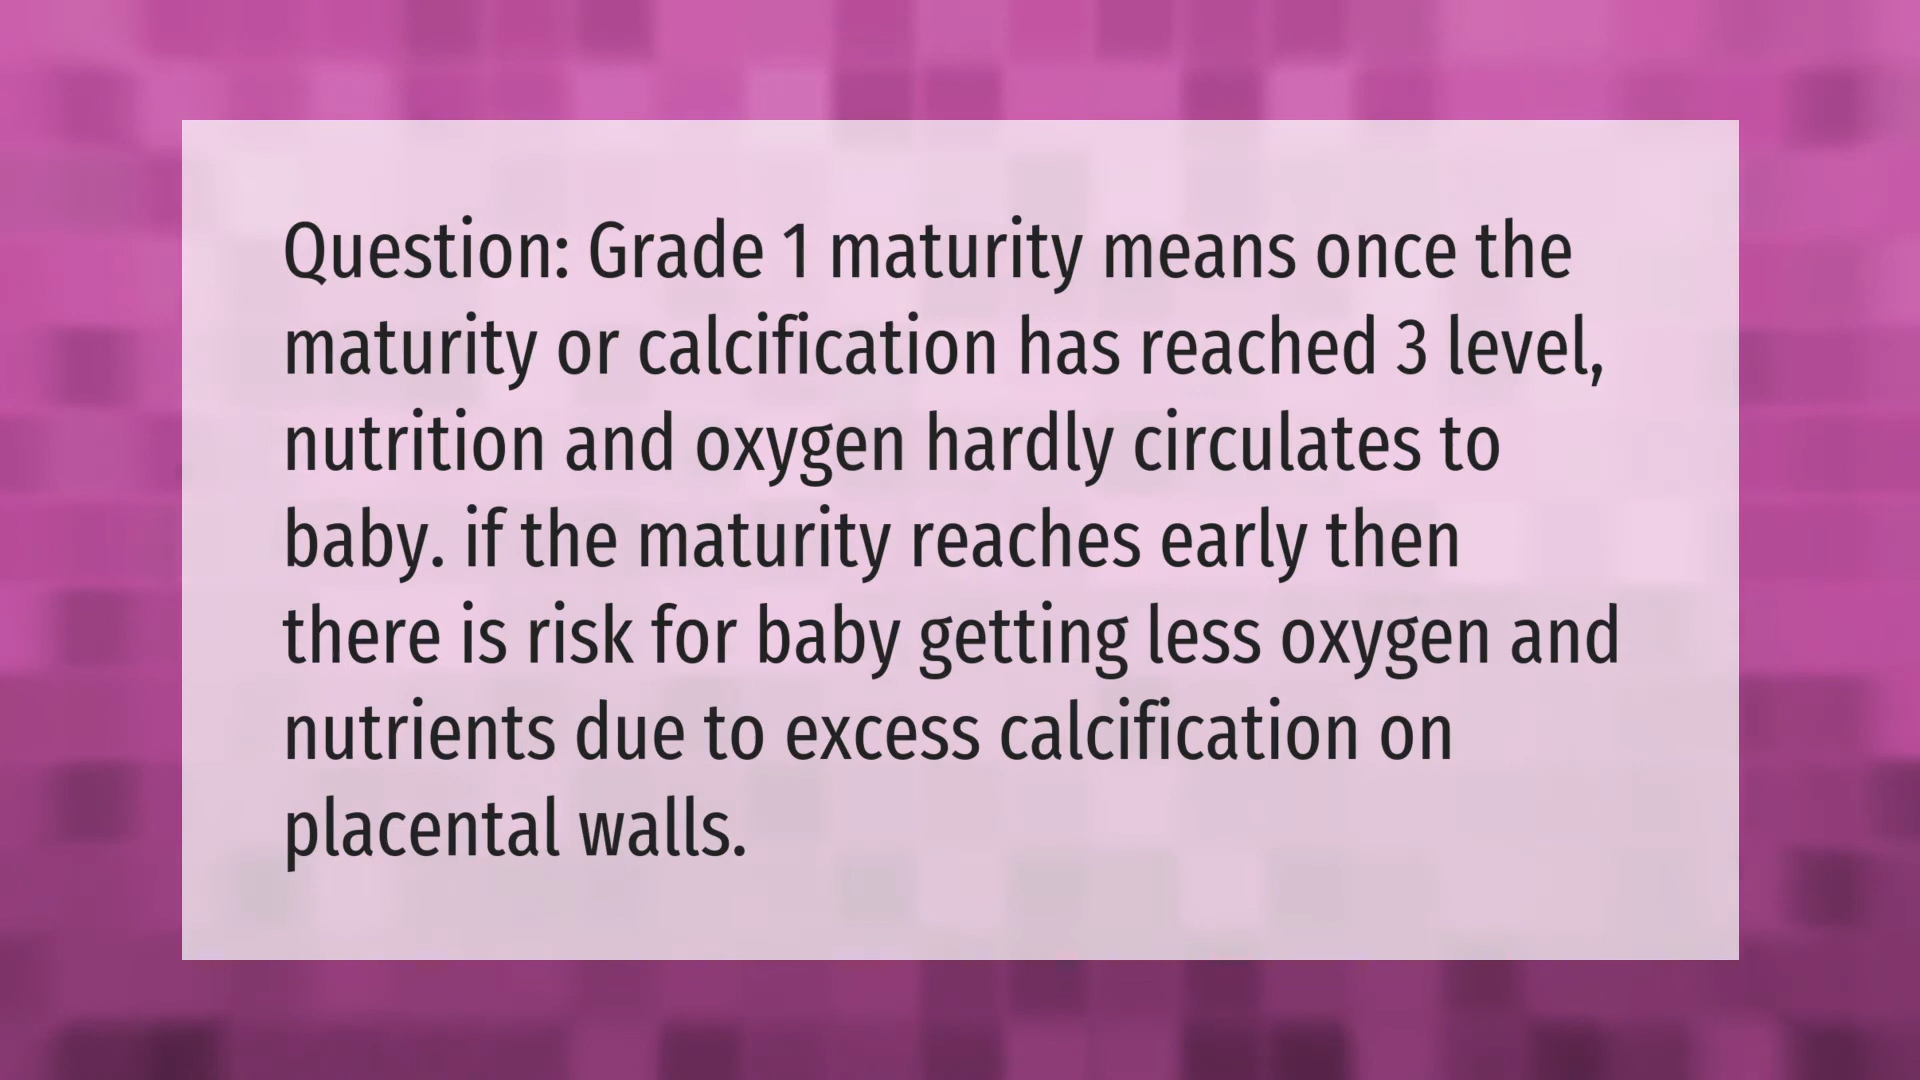 Question: Grade 1 maturity means once the
maturity or calcification has reached 3 level,
nutrition and oxygen hardly circulates to
baby. if the maturity reaches early then
there is risk for baby getting less oxygen and
nutrients due to excess calcification on
placental walls.